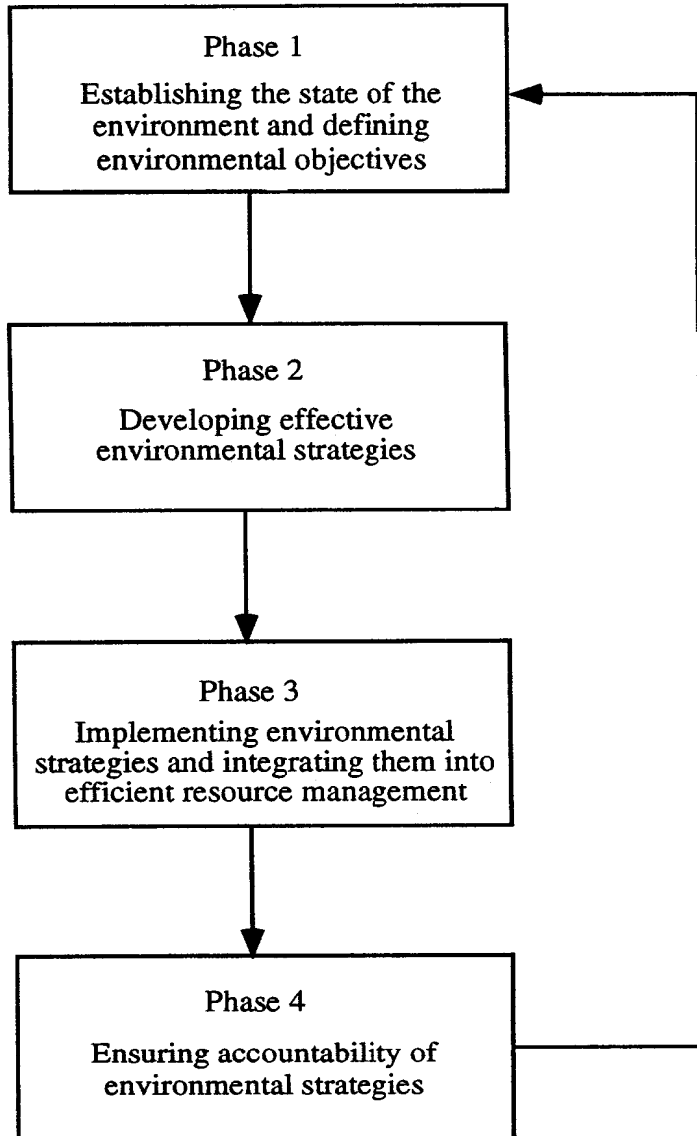 Phase 1
Establishing the state of the
environment and defining
environmental objectives
Phase 2
Developing effective
environmental strategies
Phase 3
Implementing environmental
strategies and integrating them into
efficient resource management
Phase 4
Ensuring accountability of
environmental strategies